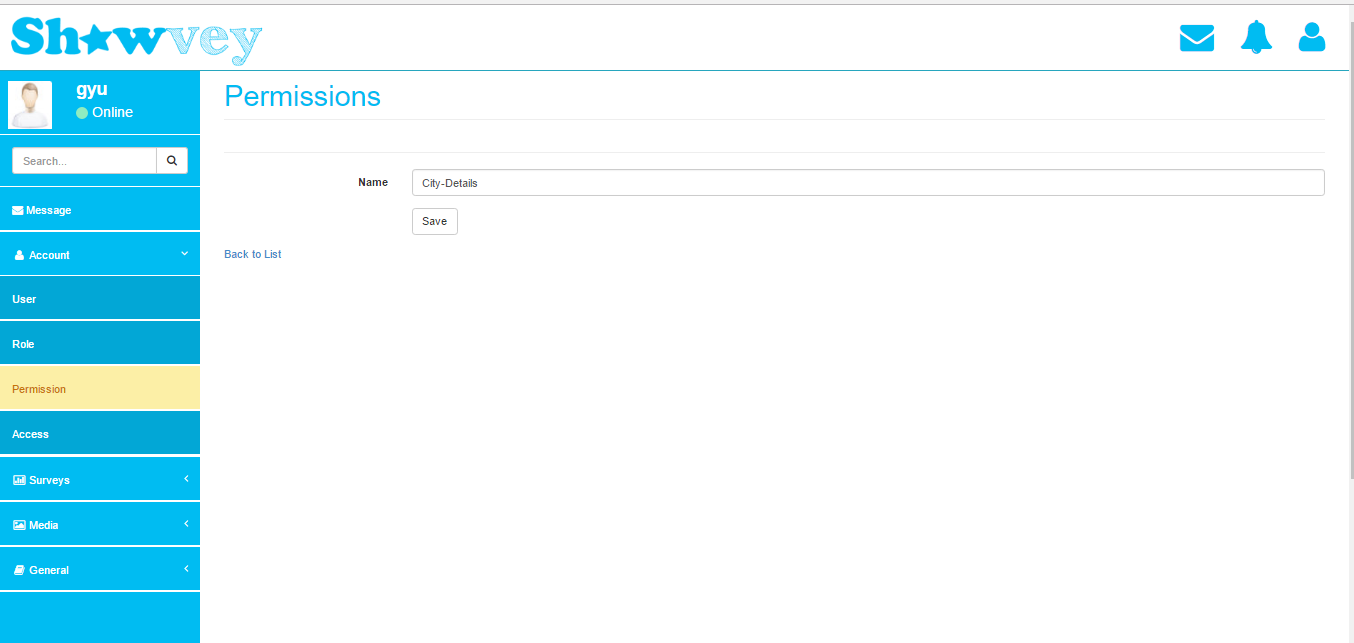 Sh★wvey
gyu
Online
Search...
Message
Account
User
Role
Permission
Access
Surveys
Media
General
Permissions
Name City-Details
Save
Back to List